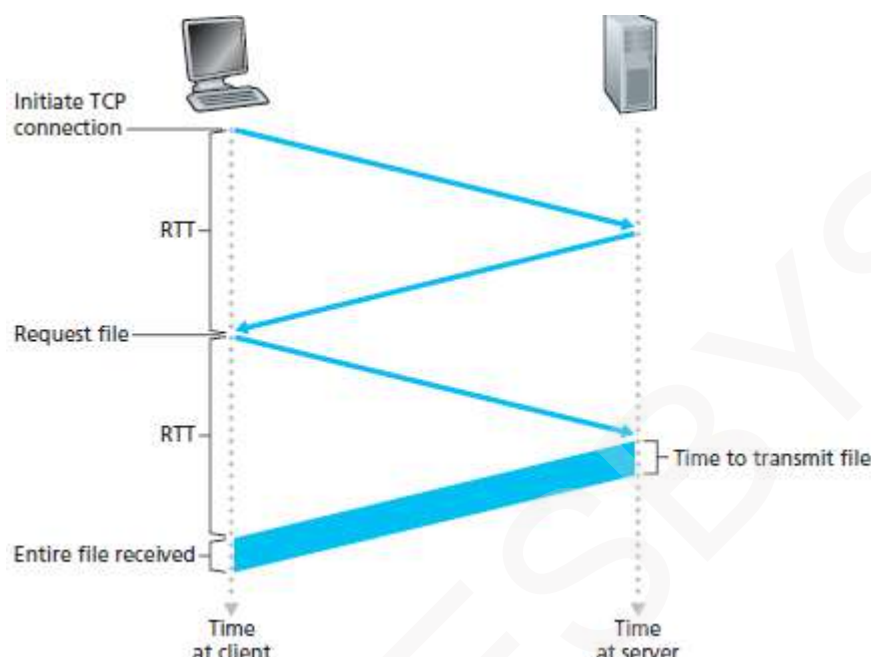 Initiate TCP
connection
RTT
Request file
RTT
Time to transmit file
Entire file received
Time
at client
Time
at server